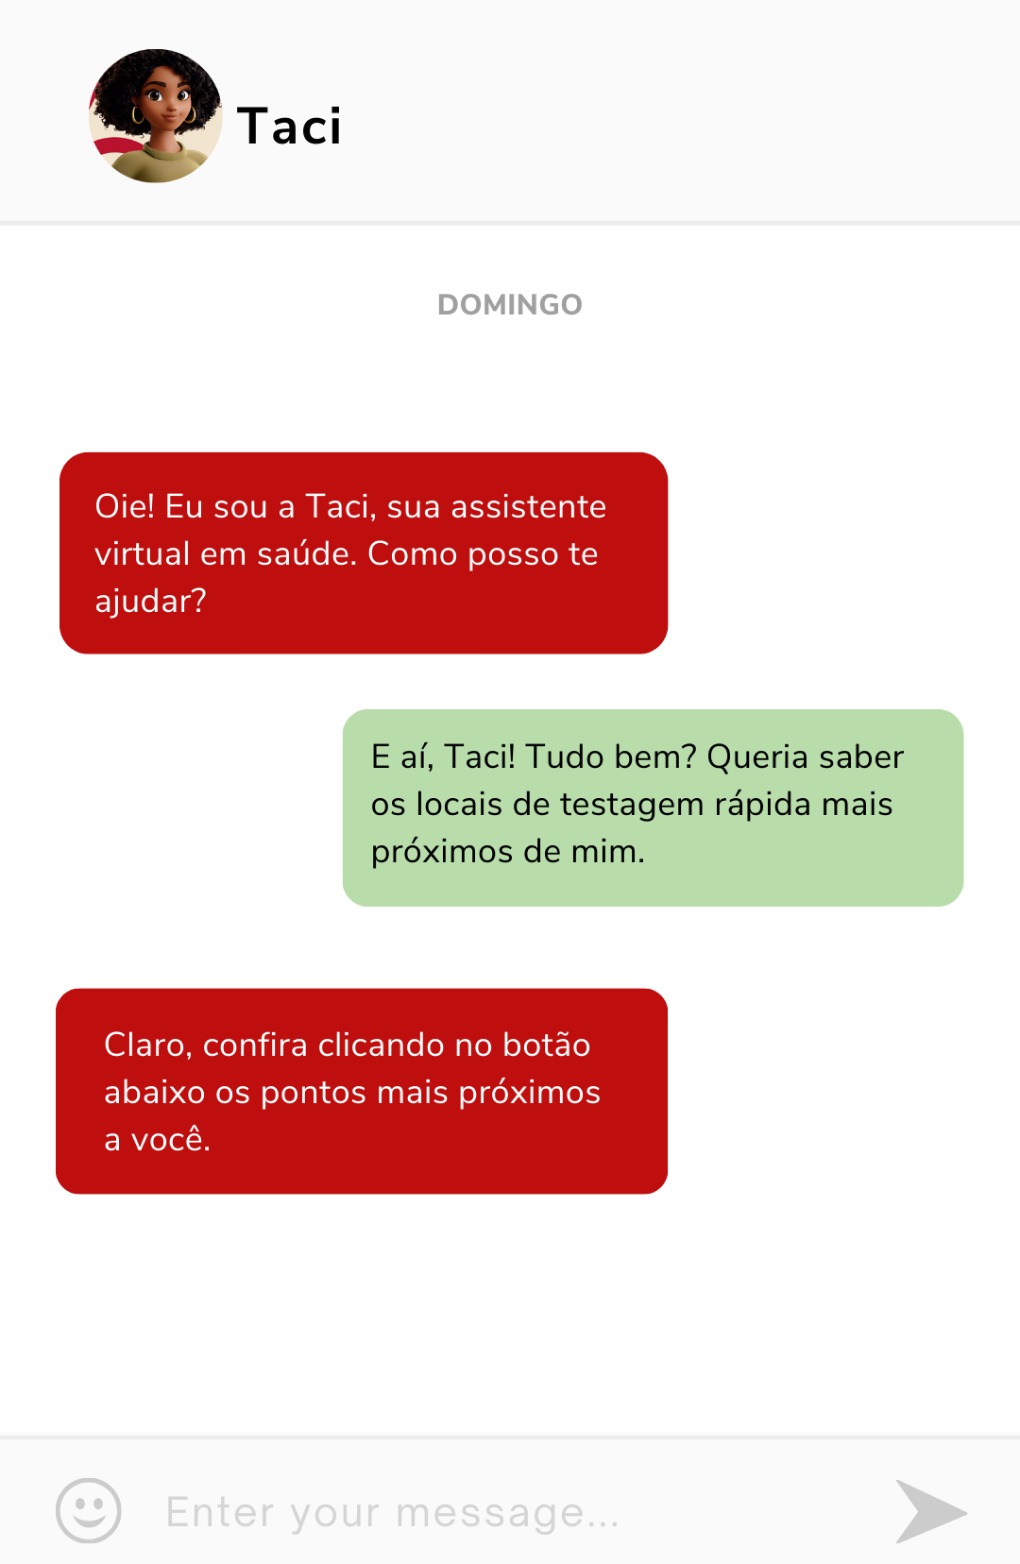 Taci
DOMINGO
Oie! Eu sou a Taci, sua assistente
virtual em saúde. Como posso te
ajudar?
E aí, Taci! Tudo bem? Queria saber
os locais de testagem rápida mais
próximos de mim.
Claro, confira clicando no botão
abaixo os pontos mais próximos
a você.
Enter your message...